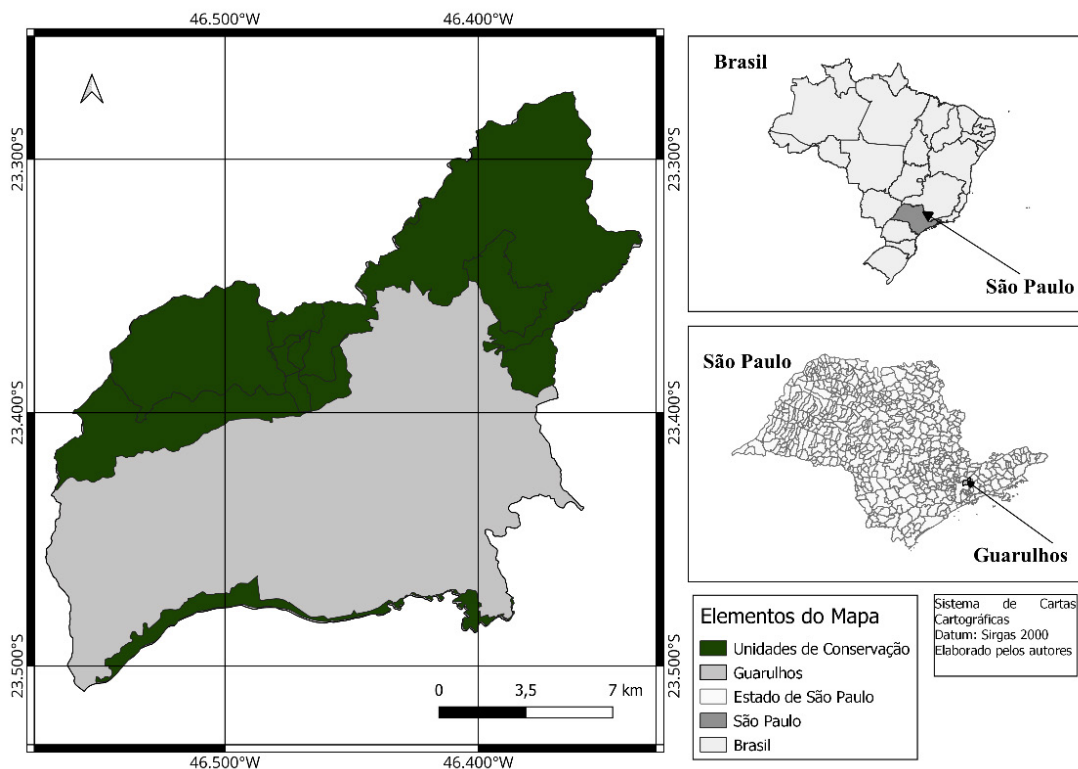 46.500°W 46.400°W
23.300°S 23.300°S
23.400°S 23.400°S
23.500°S 23.500°S
0 3,5 7 km
46.500°W 46.400°W
Brasil
São Paulo
São Paulo
Guarulhos
Elementos do Mapa
Unidades de Conservação
Guarulhos
Estado de São Paulo
São Paulo
Brasil
Sistema de Cartas
Cartográficas
Datum: Sirgas 2000
Elaborado pelos autores